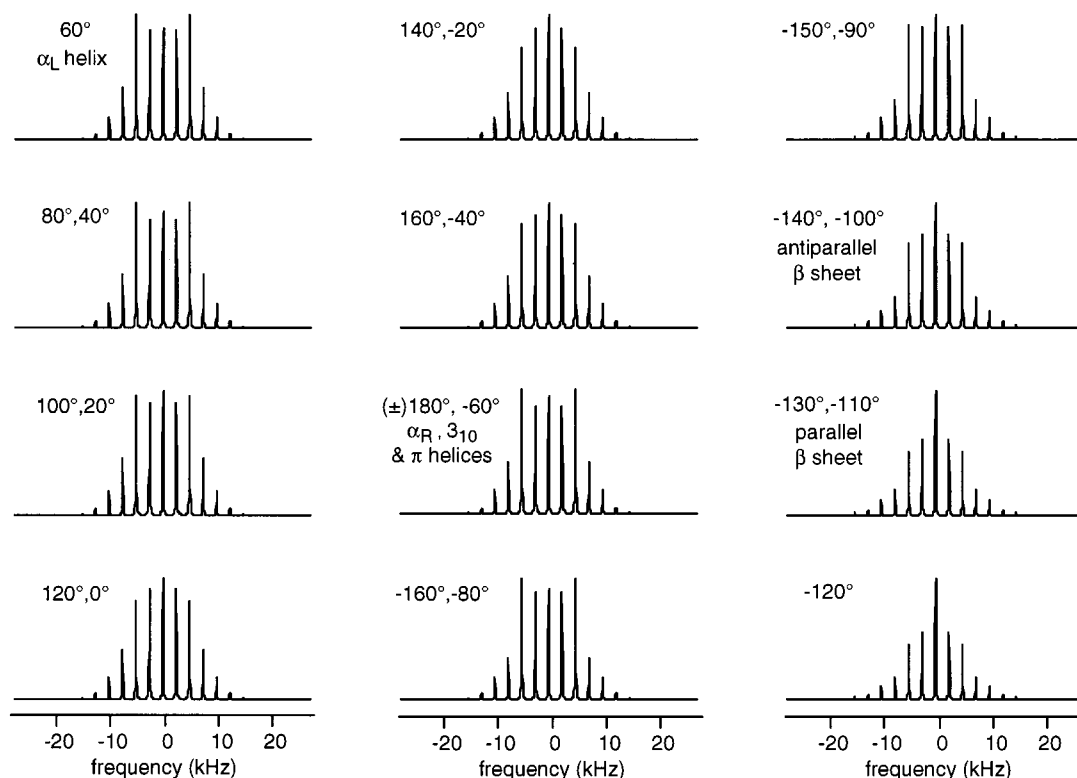 60°
αL helix
80°,40°
100°,20°
120°,0°
-20 -10 0 10 20
frequency (kHz)
140°,-20°
160°,-40°
(±)180°, -60°
αR , 310
& π helices
-160°,-80°
-20 -10 0 10 20
frequency (kHz)
-150°,-90°
-140°, -100°
antiparallel
β sheet
-130°,-110°
parallel
β sheet
-120°
-20 -10 0 10 20
frequency (kHz)